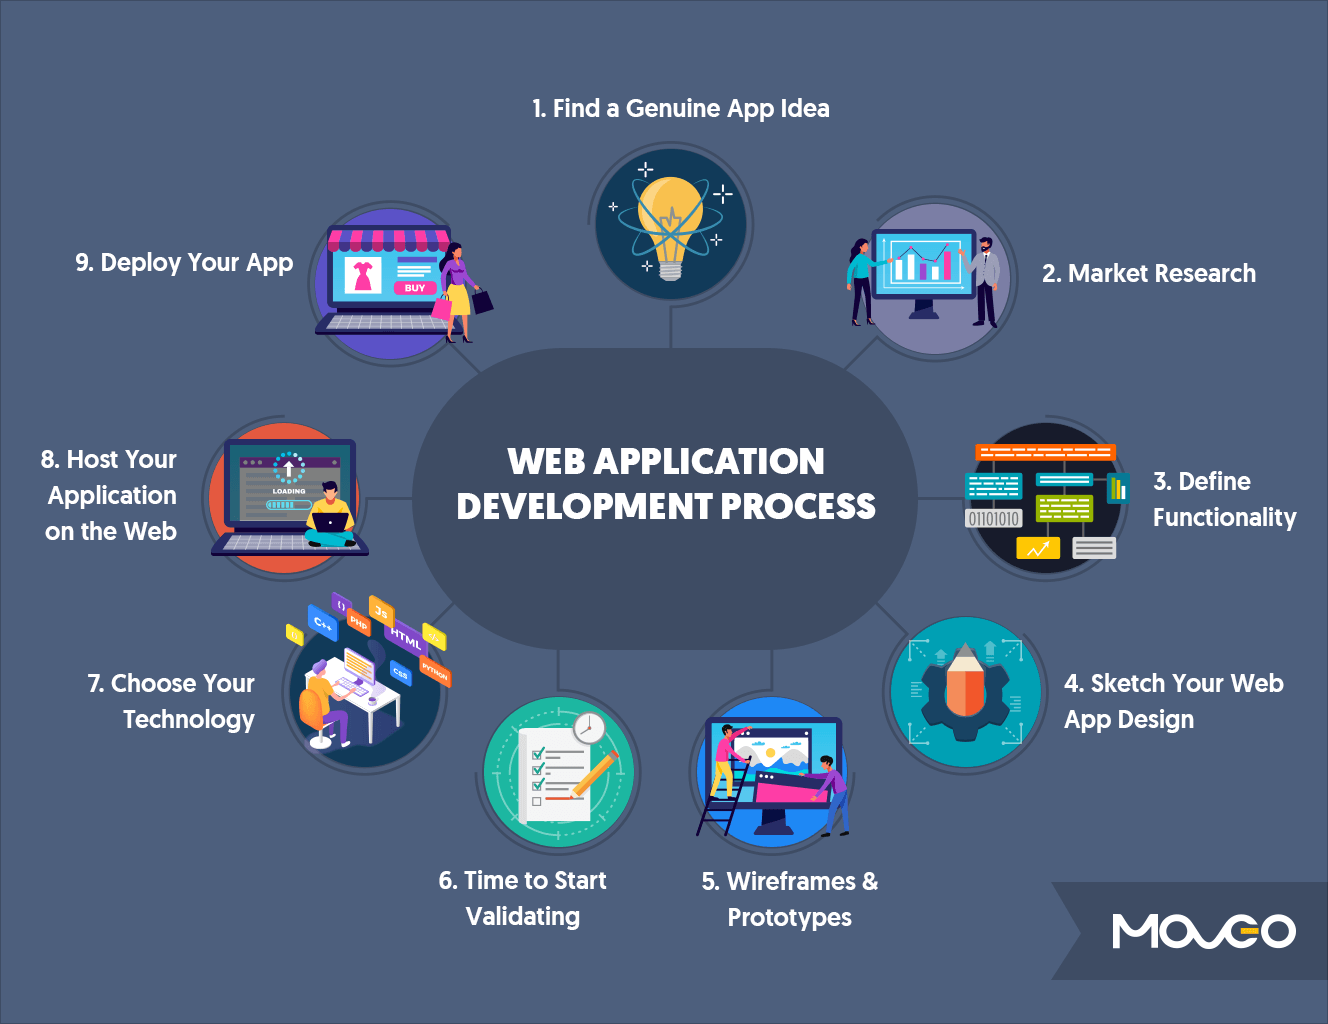 1. Find a Genuine App Idea
2. Market Research
3. Define
Functionality
01101010
4. Sketch Your Web
App Design
5. Wireframes &
Prototypes
6. Time to Start
Validating
7. Choose Your
Technology
{ }
C++
PHP
Js
HTML
</>
CSS
PYTHON
8. Host Your
Application
on the Web
LOADING
9. Deploy Your App
BUY
WEB APPLICATION
DEVELOPMENT PROCESS
MOVGO